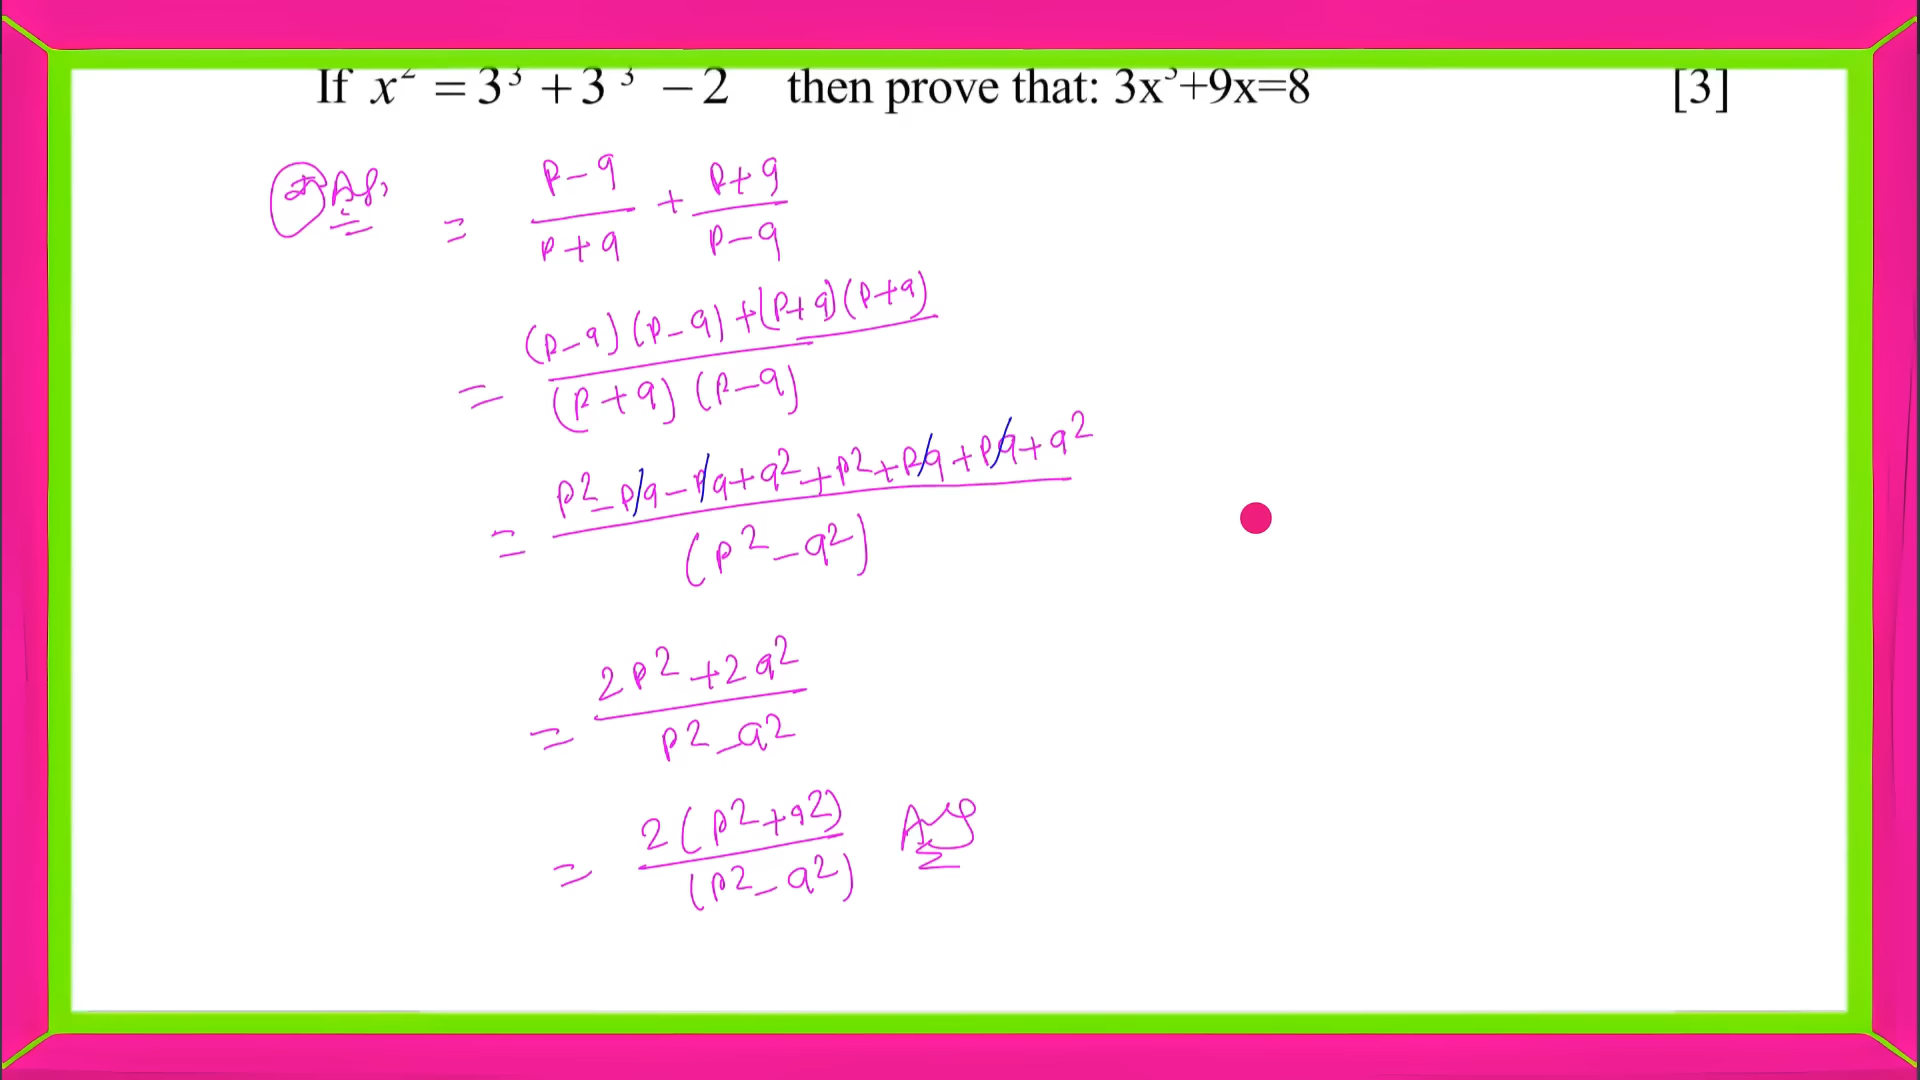 If x² = 3³ + 3 ³ − 2 then prove that: 3x³+9x=8 [3]
= p-q/p+q + p+q/p-q
= (p-q)(p-q)+(p+q)(p+q)/(p+q)(p-q)
= p²-pq-pq+q²+p²+pq+pq+q²/(p²-q²)
= 2p²+2q²/p²-q²
= 2(p²+q²)/(p²-q²) Ans